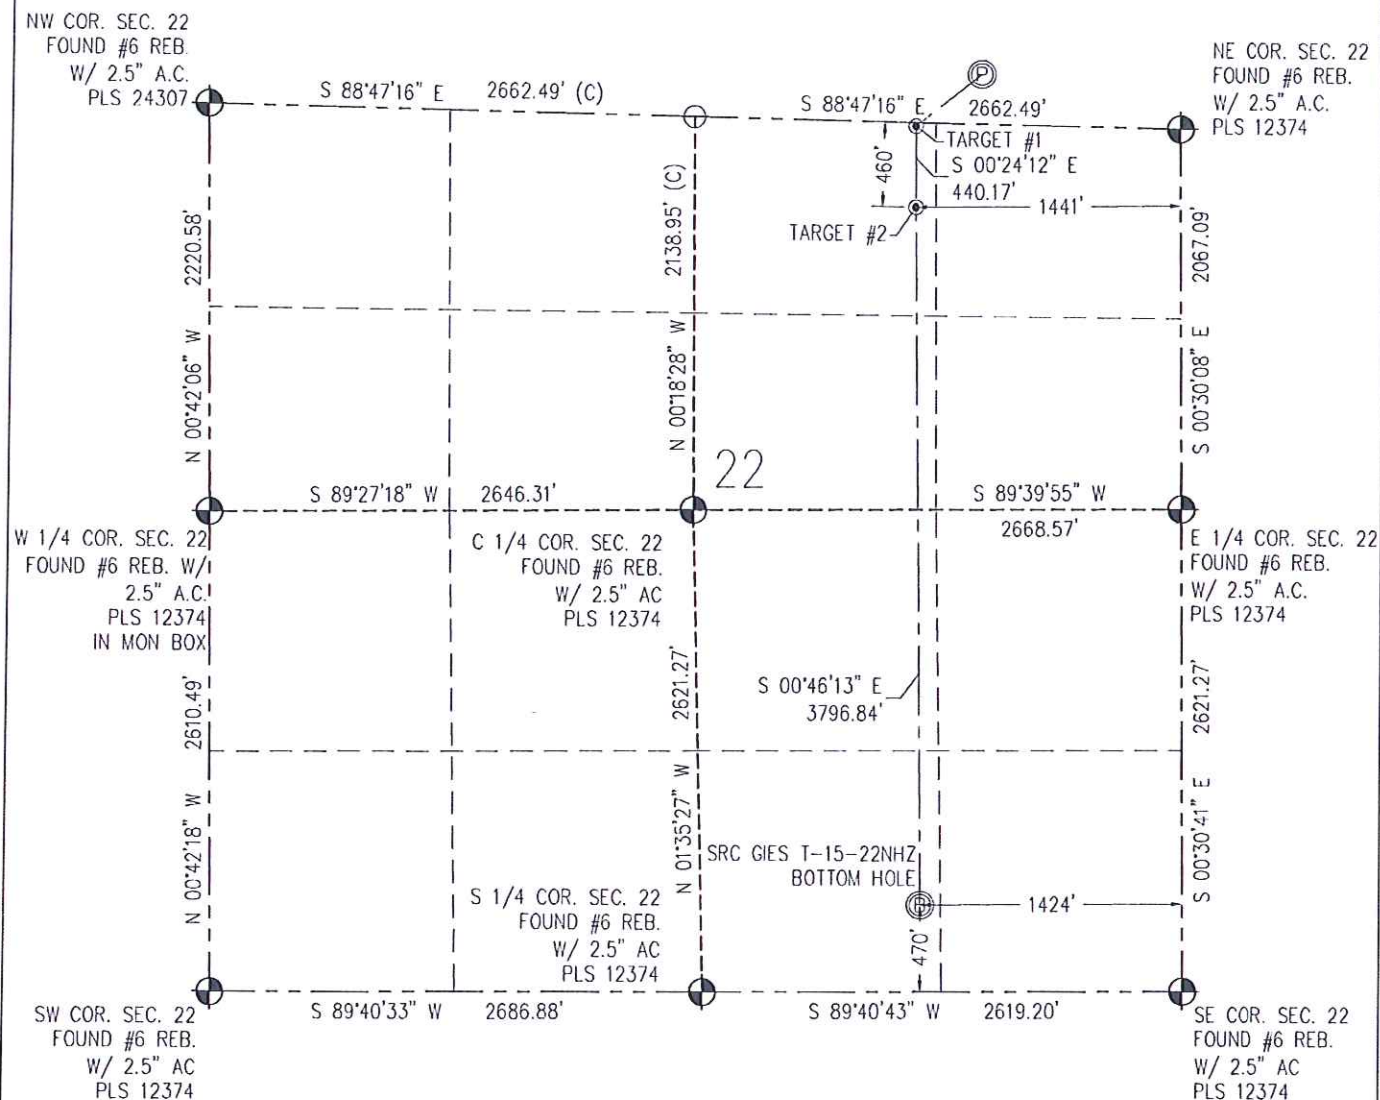 NW COR. SEC. 22
FOUND #6 REB.
W/ 2.5" A.C.
PLS 24307
S 88°47'16" E 2662.49' (C)
P
S 88°47'16" E 2662.49'
NE COR. SEC. 22
FOUND #6 REB.
W/ 2.5" A.C.
PLS 12374
TARGET #1
460'
S 00°24'12" E
440.17'
1441'
TARGET #2
2220.58'
N 00°42'06" W
2138.95' (C)
N 00°18'28" W
2067.09'
S 00°30'08" E
22
S 89°27'18" W 2646.31'
S 89°39'55" W
2668.57'
W 1/4 COR. SEC. 22
FOUND #6 REB. W/
2.5" A.C.
PLS 12374
IN MON BOX
C 1/4 COR. SEC. 22
FOUND #6 REB.
W/ 2.5" AC
PLS 12374
E 1/4 COR. SEC. 22
FOUND #6 REB.
W/ 2.5" A.C.
PLS 12374
2610.49'
N 00°42'18" W
2621.27'
N 01°35'27" W
S 00°46'13" E
3796.84'
2621.27'
S 00°30'41" E
SRC GIES T-15-22NHZ
BOTTOM HOLE
1424'
470'
S 1/4 COR. SEC. 22
FOUND #6 REB.
W/ 2.5" AC
PLS 12374
S 89°40'33" W 2686.88'
S 89°40'43" W 2619.20'
SW COR. SEC. 22
FOUND #6 REB.
W/ 2.5" AC
PLS 12374
SE COR. SEC. 22
FOUND #6 REB.
W/ 2.5" AC
PLS 12374